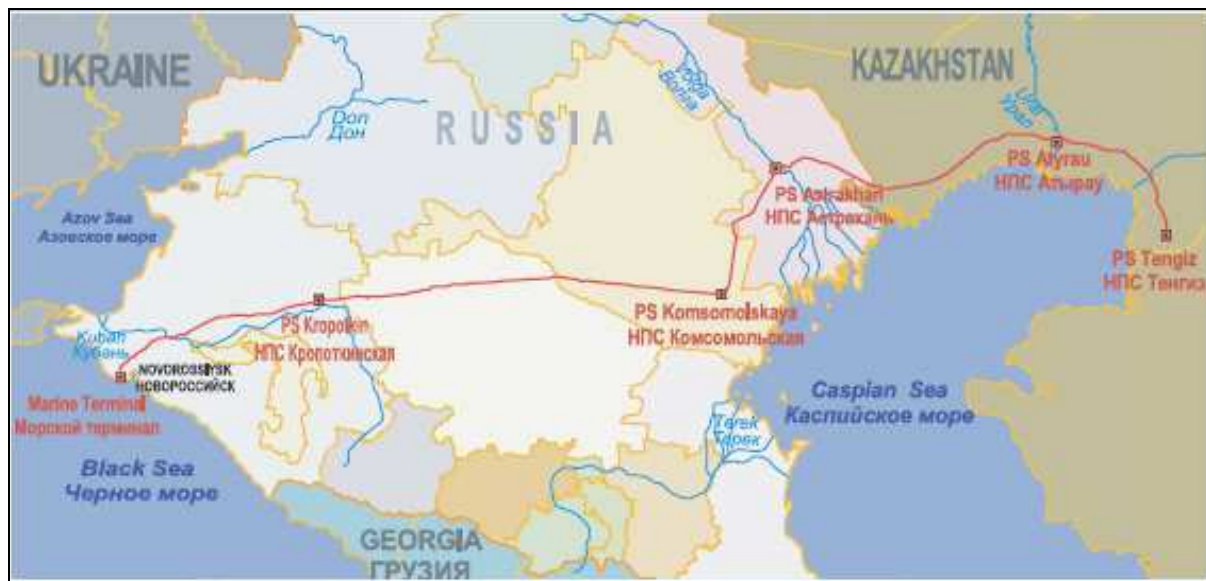 UKRAINE
KAZAKHSTAN
RUSSIA
Volga
Волга
Ural
Урал
Don
Дон
PS Atyrau
НПС Атырау
PS Astrakhan
НПС Астрахань
Azov Sea
Азовское море
PS Tengiz
НПС Тенгиз
PS Komsomolskaya
НПС Комсомольская
PS Kropotkin
НПС Кропоткинская
Kuban
Кубань
NOVOROSSIYSK
НОВОРОССИЙСК
Marine Terminal
Морской терминал
Caspian Sea
Каспийское море
Terek
Терек
Black Sea
Черное море
GEORGIA
ГРУЗИЯ